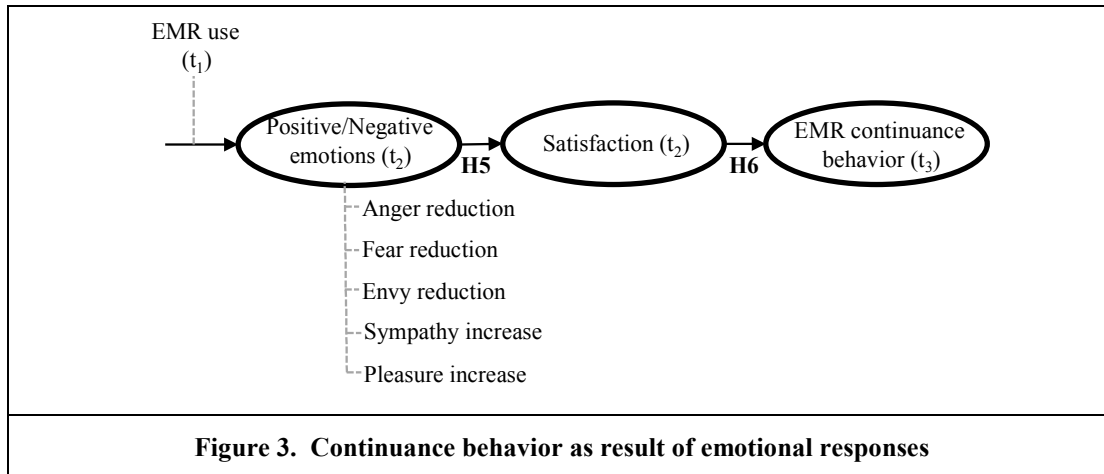 EMR use
(t₁)
Positive/Negative
emotions (t₂)
H5
Satisfaction (t₂)
H6
EMR continuance
behavior (t₃)
Anger reduction
Fear reduction
Envy reduction
Sympathy increase
Pleasure increase
Figure 3. Continuance behavior as result of emotional responses